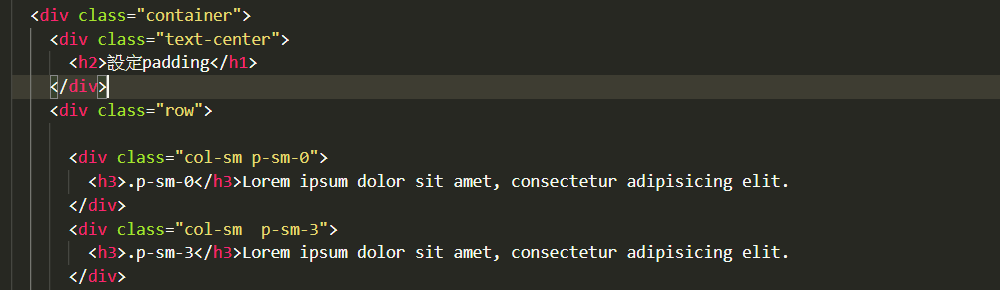 <div class="container">
<div class="text-center">
<h2>設定padding</h1>
</div>
<div class="row">
<div class="col-sm p-sm-0">
<h3>.p-sm-0</h3>Lorem ipsum dolor sit amet, consectetur adipisicing elit.
</div>
<div class="col-sm  p-sm-3">
<h3>.p-sm-3</h3>Lorem ipsum dolor sit amet, consectetur adipisicing elit.
</div>